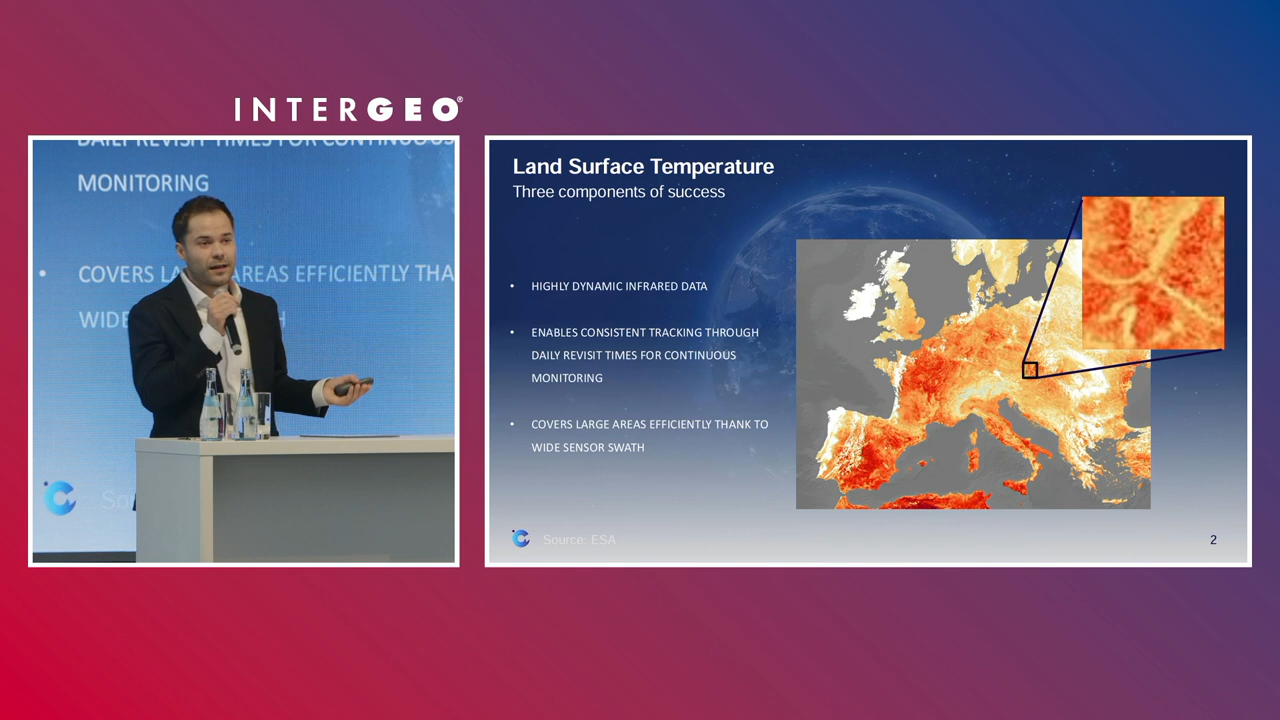 INTERGEO®
DAILY REVISIT TIMES FOR CONTINUOUS
MONITORING
• COVERS LA AREAS EFFICIENTLY THA
WIDE H
So
Land Surface Temperature
Three components of success
• HIGHLY DYNAMIC INFRARED DATA
• ENABLES CONSISTENT TRACKING THROUGH
DAILY REVISIT TIMES FOR CONTINUOUS
MONITORING
• COVERS LARGE AREAS EFFICIENTLY THANK TO
WIDE SENSOR SWATH
Source: ESA
2